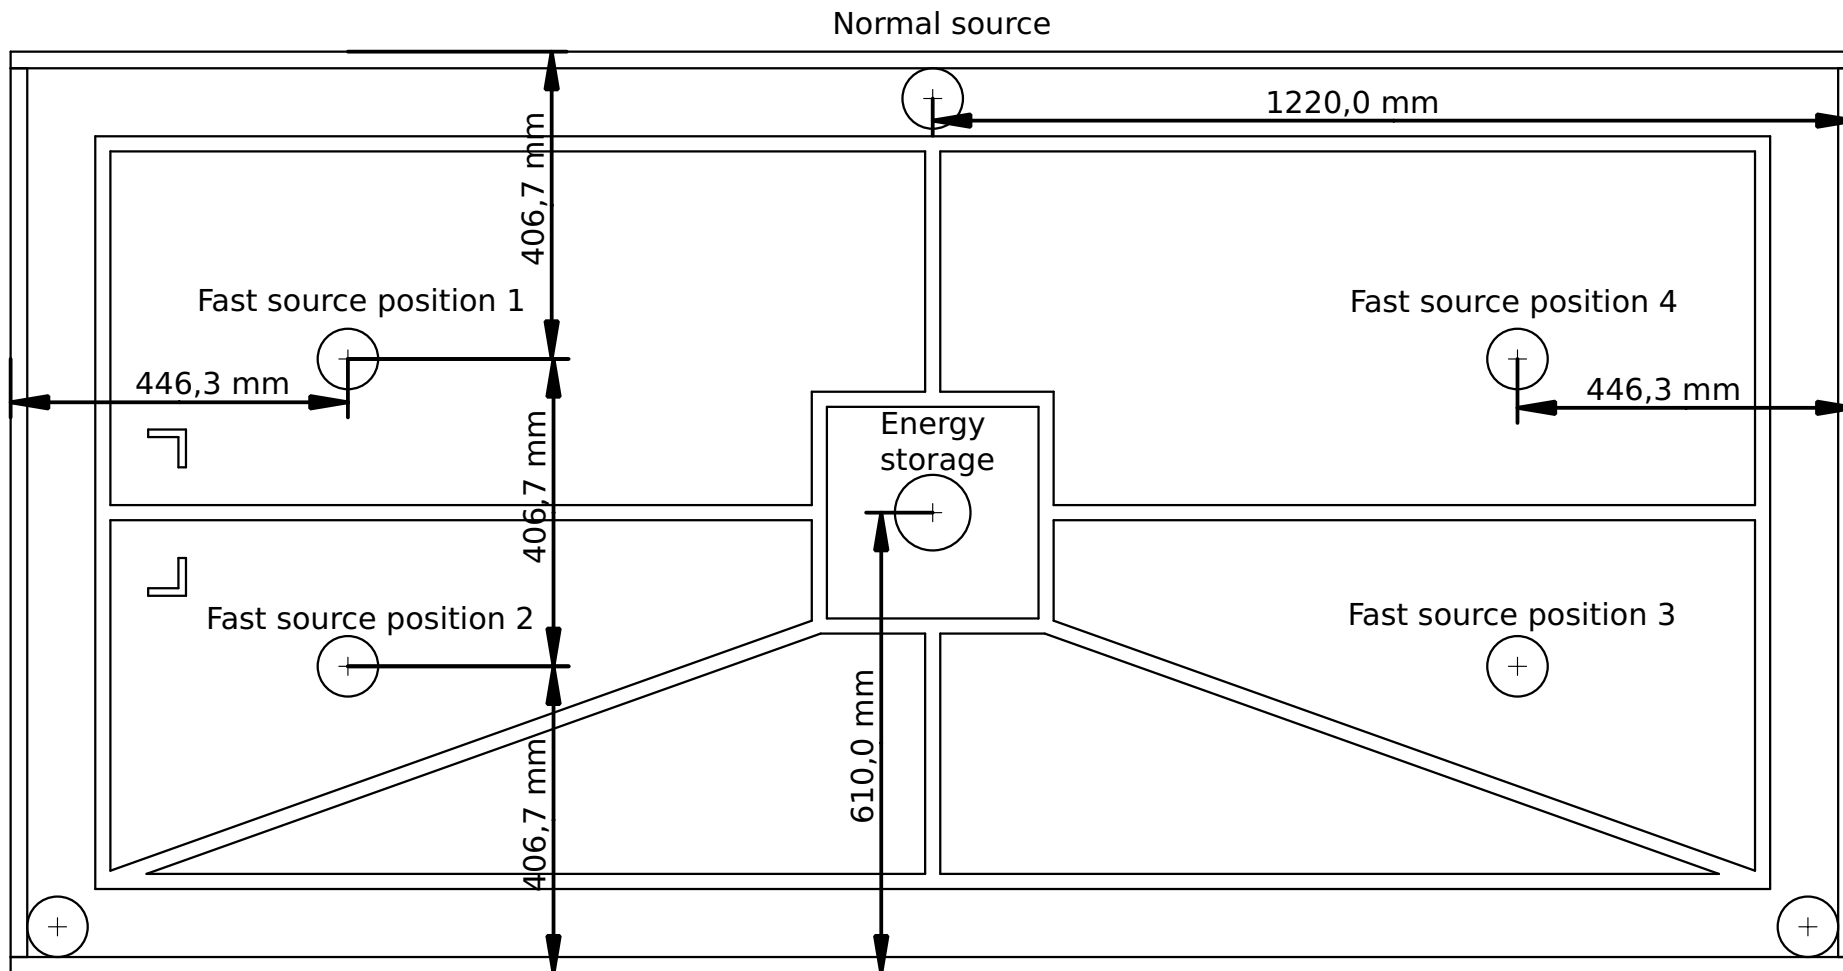 Normal source
1220,0 mm
406,7 mm
Fast source position 1
Fast source position 4
446,3 mm
446,3 mm
Energy
storage
406,7 mm
Fast source position 2
Fast source position 3
610,0 mm
406,7 mm